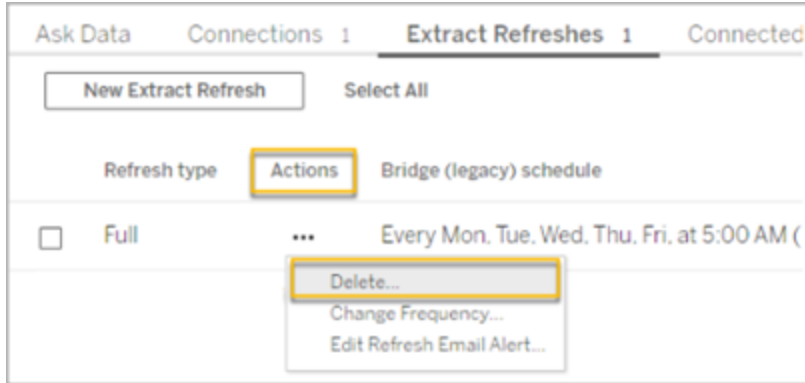 Ask Data Connections 1 Extract Refreshes 1 Connected
New Extract Refresh Select All
Refresh type Actions Bridge (legacy) schedule
Full ••• Every Mon, Tue, Wed, Thu, Fri, at 5:00 AM (
Delete...
Change Frequency...
Edit Refresh Email Alert...